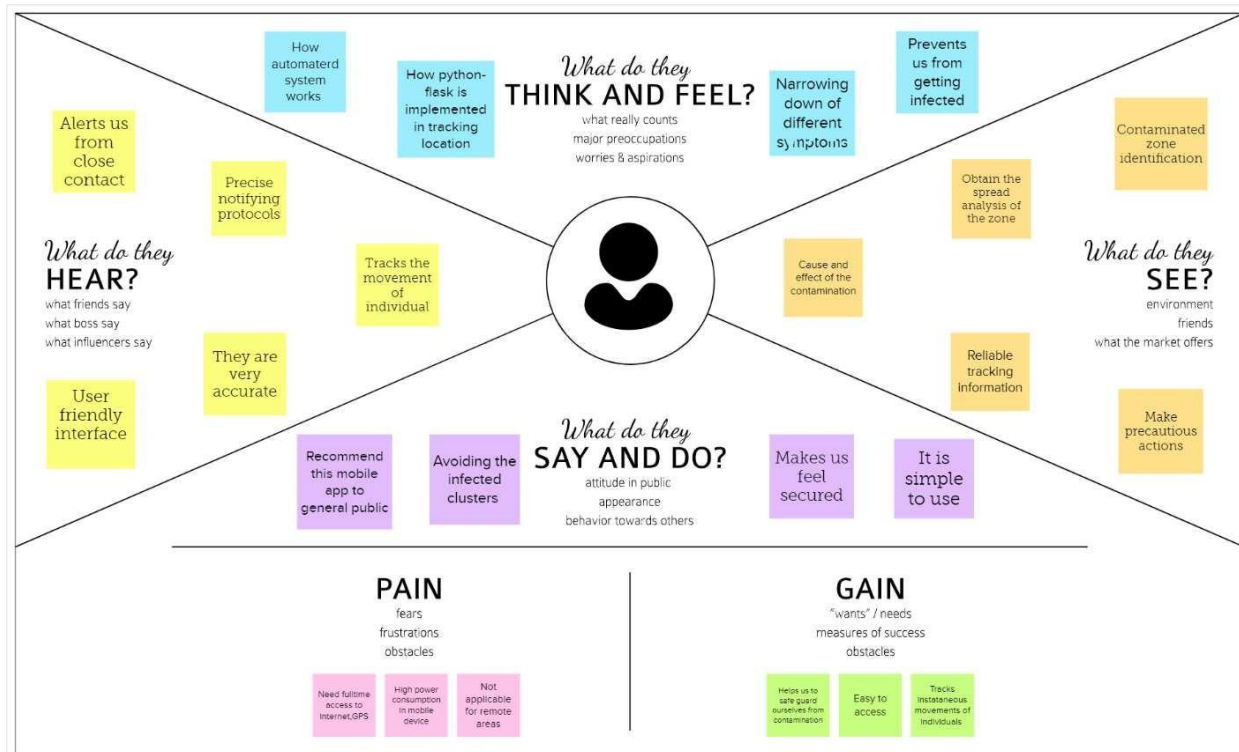 How
automaterd
system
works
How python-
flask is
implemented
in tracking
location
What do they
THINK AND FEEL?
what really counts
major preoccupations
worries & aspirations
Narrowing
down of
different
symptoms
Prevents
us from
getting
infected
Alerts us
from
close
contact
Precise
notifying
protocols
Tracks the
movement
of
individual
What do they
HEAR?
what friends say
what boss say
what influencers say
They are
very
accurate
User
friendly
interface
Contaminated
zone
identification
Obtain the
spread
analysis of
the zone
Cause and
effect of the
contamination
What do they
SEE?
environment
friends
what the market offers
Reliable
tracking
information
Make
precautious
actions
What do they
SAY AND DO?
attitude in public
appearance
behavior towards others
Recommend
this mobile
app to
general public
Avoiding the
infected
clusters
Makes us
feel
secured
It is
simple
to use
PAIN
fears
frustrations
obstacles
Need fulltime
access to
Internet,GPS
High power
consumption
in mobile
device
Not
applicable
for remote
areas
GAIN
"wants" / needs
measures of success
obstacles
Helps us to
safe guard
ourselves from
contamination
Easy to
access
Tracks
instataneous
movements of
individuals